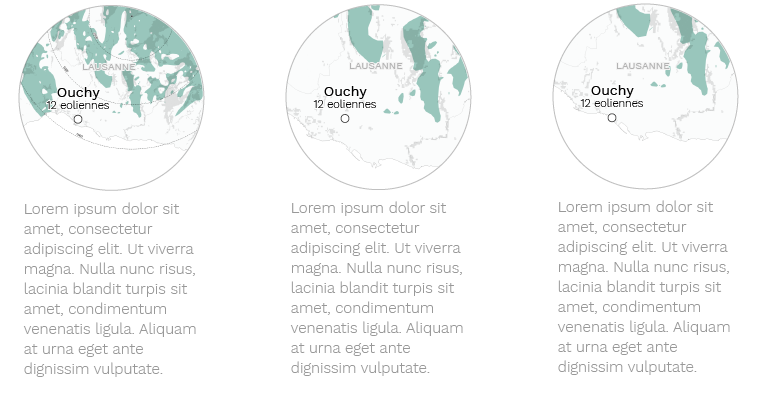 LAUSANNE
Ouchy
12 eoliennes
Lorem ipsum dolor sit
amet, consectetur
adipiscing elit. Ut viverra
magna. Nulla nunc risus,
lacinia blandit turpis sit
amet, condimentum
venenatis ligula. Aliquam
at urna eget ante
dignissim vulputate.
LAUSANNE
Ouchy
12 eoliennes
Lorem ipsum dolor sit
amet, consectetur
adipiscing elit. Ut viverra
magna. Nulla nunc risus,
lacinia blandit turpis sit
amet, condimentum
venenatis ligula. Aliquam
at urna eget ante
dignissim vulputate.
LAUSANNE
Ouchy
12 eoliennes
Lorem ipsum dolor sit
amet, consectetur
adipiscing elit. Ut viverra
magna. Nulla nunc risus,
lacinia blandit turpis sit
amet, condimentum
venenatis ligula. Aliquam
at urna eget ante
dignissim vulputate.